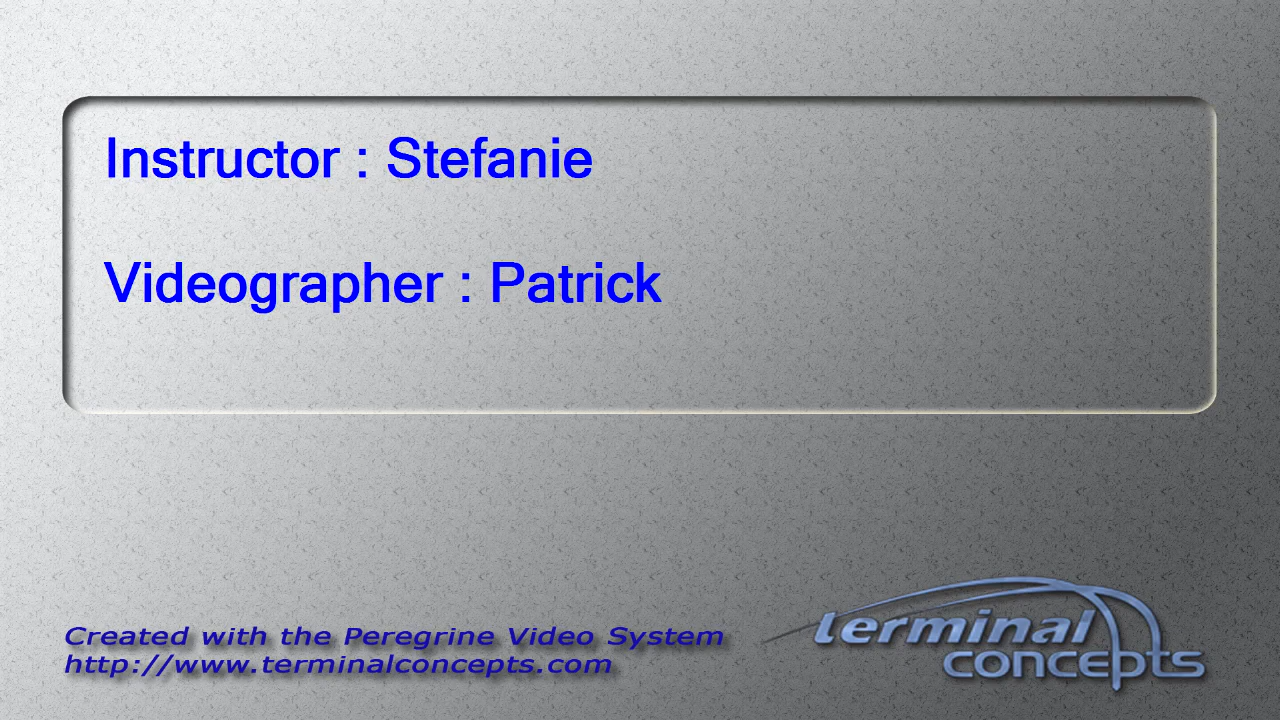 Instructor : Stefanie
Videographer : Patrick
Created with the Peregrine Video System
http://www.terminalconcepts.com
terminal
concepts